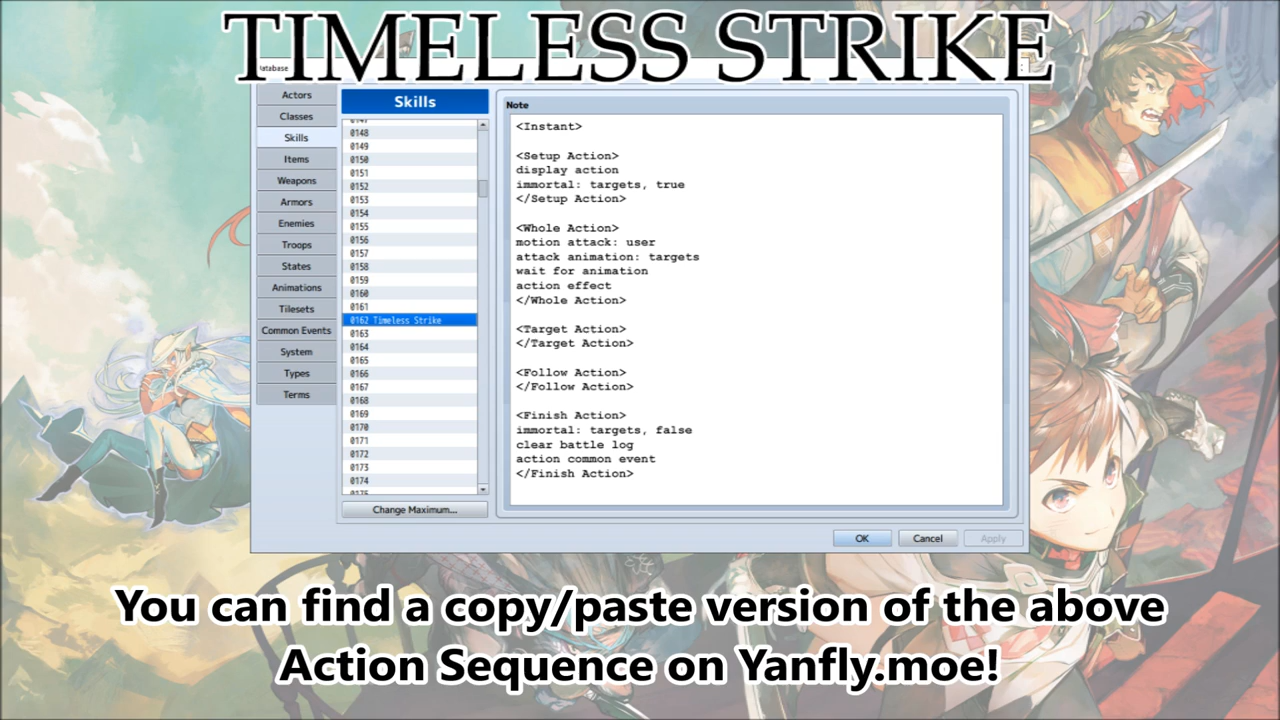 TIMELESS STRIKE
atabase
Actors
Classes
Skills
Items
Weapons
Armors
Enemies
Troops
States
Animations
Tilesets
Common Events
System
Types
Terms
Skills
0147
0148
0149
0150
0151
0152
0153
0154
0155
0156
0157
0158
0159
0160
0161
0162 Timeless Strike
0163
0164
0165
0166
0167
0168
0169
0170
0171
0172
0173
0174
0175
Change Maximum...
Note
<Instant>
<Setup Action>
display action
immortal: targets, true
</Setup Action>
<Whole Action>
motion attack: user
attack animation: targets
wait for animation
action effect
</Whole Action>
<Target Action>
</Target Action>
<Follow Action>
</Follow Action>
<Finish Action>
immortal: targets, false
clear battle log
action common event
</Finish Action>
OK
Cancel
Apply
You can find a copy/paste version of the above
Action Sequence on Yanfly.moe!